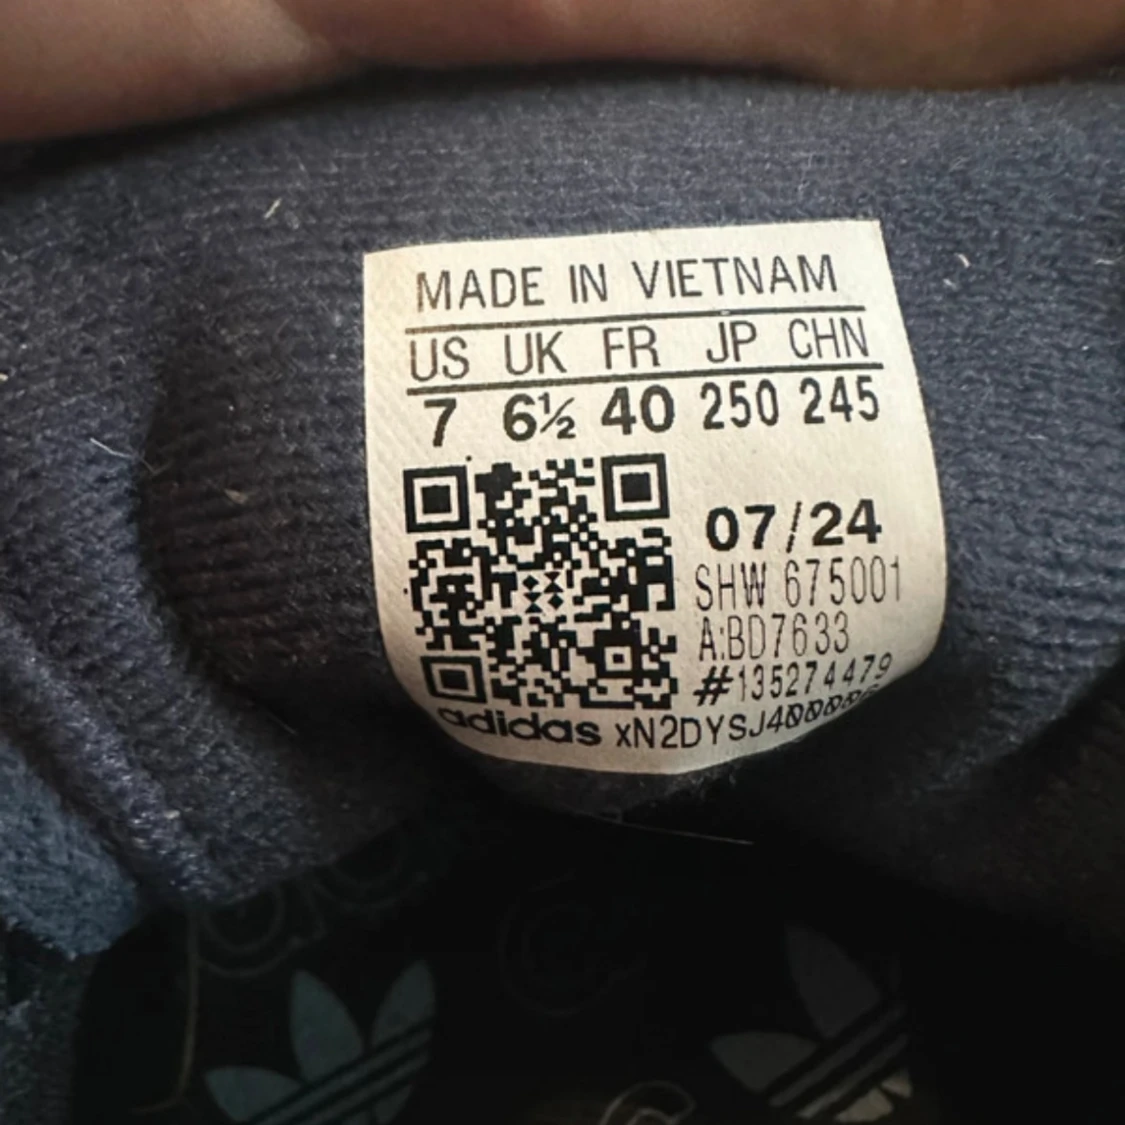 MADE IN VIETNAM
US UK FR JP CHN
7 6½ 40 250 245
07/24
SHW 675001
A:BD7633
#135274479
adidas